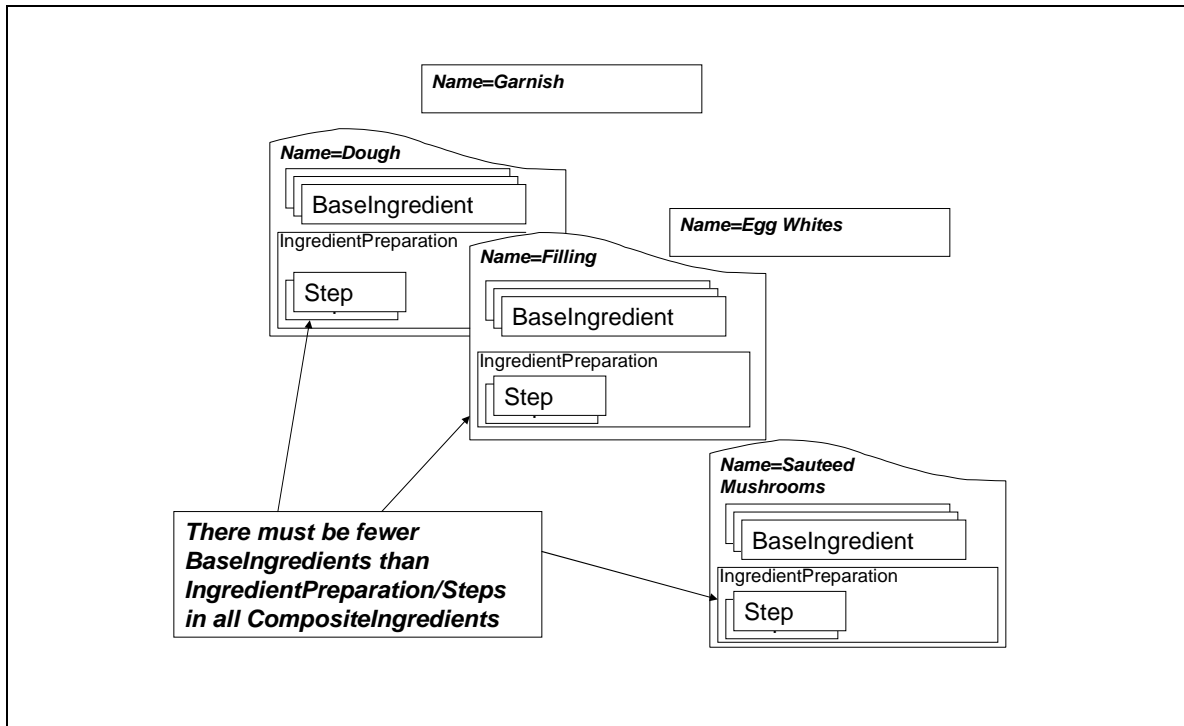 Name=Garnish
Name=Dough
BaseIngredient
IngredientPreparation
Step
Name=Egg Whites
Name=Filling
BaseIngredient
IngredientPreparation
Step
Name=Sauteed
Mushrooms
BaseIngredient
IngredientPreparation
Step
There must be fewer
BaseIngredients than
IngredientPreparation/Steps
in all CompositeIngredients